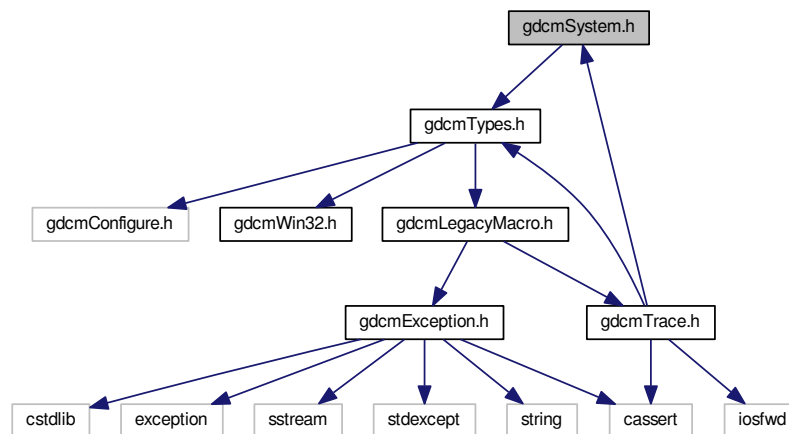 gdcmSystem.h
gdcmTypes.h
gdcmConfigure.h
gdcmWin32.h
gdcmLegacyMacro.h
gdcmException.h
gdcmTrace.h
cstdlib
exception
sstream
stdexcept
string
cassert
iosfwd